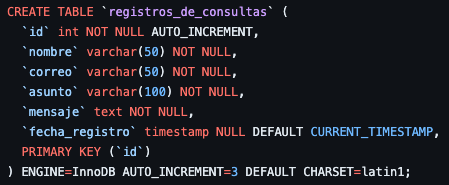 CREATE TABLE `registros_de_consultas` (
  `id` int NOT NULL AUTO_INCREMENT,
  `nombre` varchar(50) NOT NULL,
  `correo` varchar(50) NOT NULL,
  `asunto` varchar(100) NOT NULL,
  `mensaje` text NOT NULL,
  `fecha_registro` timestamp NULL DEFAULT CURRENT_TIMESTAMP,
  PRIMARY KEY (`id`)
) ENGINE=InnoDB AUTO_INCREMENT=3 DEFAULT CHARSET=latin1;